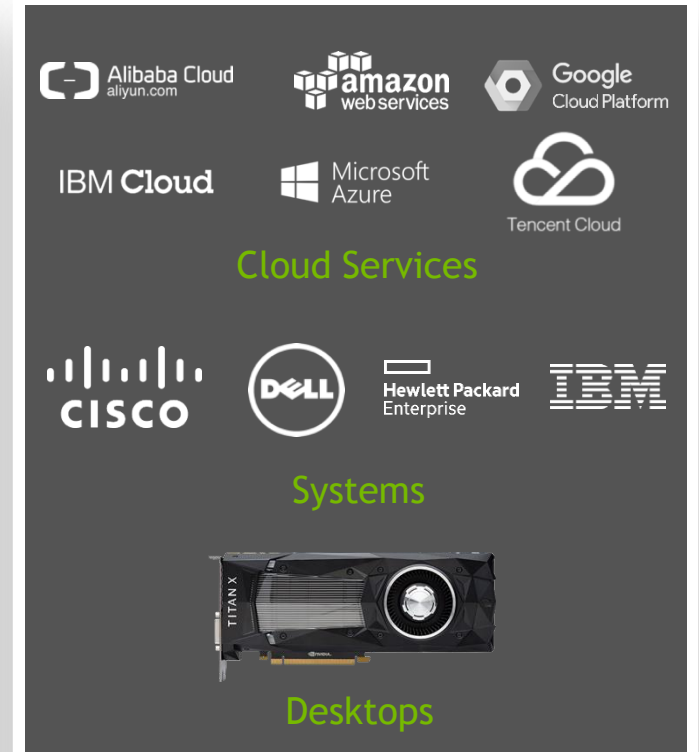 Alibaba Cloud
aliyun.com
amazon
web services
Google
Cloud Platform
IBM Cloud
Microsoft
Azure
Tencent Cloud
Cloud Services
CISCO
DELL
Hewlett Packard
Enterprise
IBM
Systems
TITAN X
NVIDIA
Desktops